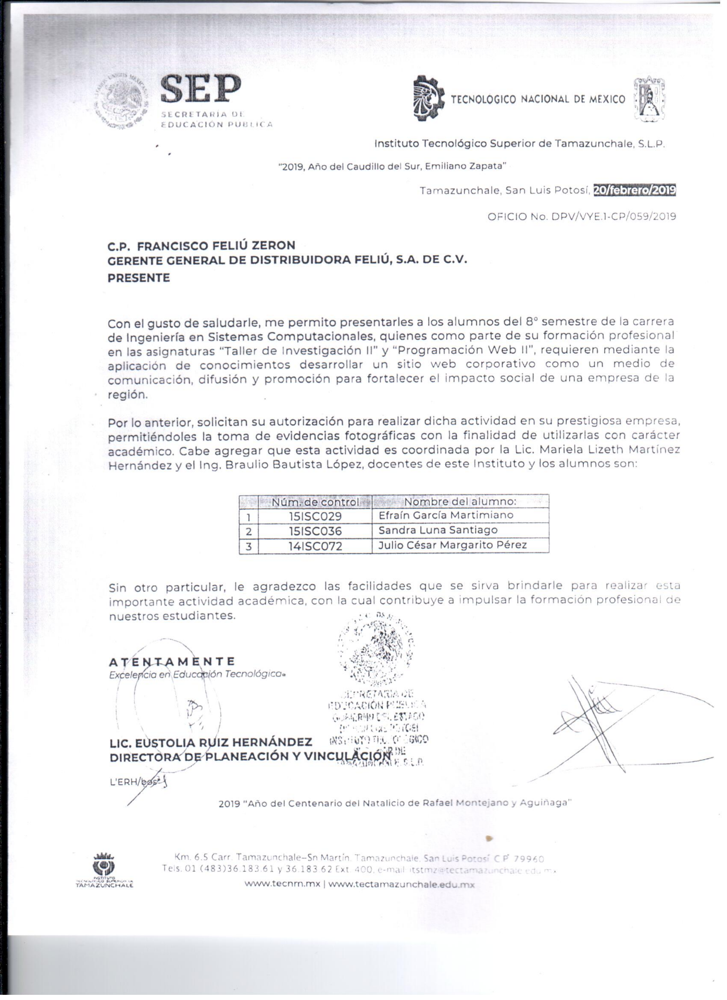 ESTADOS UNIDOS MEXICANOS
SEP
SECRETARÍA DE
EDUCACIÓN PÚBLICA
TECNOLÓGICO NACIONAL DE MÉXICO
Instituto Tecnológico Superior de Tamazunchale, S.L.P.
"2019, Año del Caudillo del Sur, Emiliano Zapata"
Tamazunchale, San Luis Potosí, 20/febrero/2019
OFICIO No. DPV/VYE.1-CP/059/2019
C.P. FRANCISCO FELIÚ ZERON
GERENTE GENERAL DE DISTRIBUIDORA FELIÚ, S.A. DE C.V.
PRESENTE
Con el gusto de saludarle, me permito presentarles a los alumnos del 8° semestre de la carrera
de Ingeniería en Sistemas Computacionales, quienes como parte de su formación profesional
en las asignaturas "Taller de Investigación II" y "Programación Web II", requieren mediante la
aplicación de conocimientos desarrollar un sitio web corporativo como un medio de
comunicación, difusión y promoción para fortalecer el impacto social de una empresa de la
región.
Por lo anterior, solicitan su autorización para realizar dicha actividad en su prestigiosa empresa,
permitiéndoles la toma de evidencias fotográficas con la finalidad de utilizarlas con carácter
académico. Cabe agregar que esta actividad es coordinada por la Lic. Mariela Lizeth Martínez
Hernández y el Ing. Braulio Bautista López, docentes de este Instituto y los alumnos son:
Núm. de control Nombre del alumno:
1 15ISC029 Efraín García Martimiano
2 15ISC036 Sandra Luna Santiago
3 14ISC072 Julio César Margarito Pérez
Sin otro particular, le agradezco las facilidades que se sirva brindarle para realizar esta
importante actividad académica, con la cual contribuye a impulsar la formación profesional de
nuestros estudiantes.
ATENTAMENTE
Excelencia en Educación Tecnológica
SECRETARIA DE
EDUCACIÓN PUBLICA
GOBIERNO DEL ESTADO
DE SAN LUIS POTOSI
INSTITUTO TECNOLOGICO
SUPERIOR DE
TAMAZUNCHALE, S.L.P.
LIC. EUSTOLIA RUIZ HERNÁNDEZ
DIRECTORA DE PLANEACIÓN Y VINCULACIÓN
L'ERH/bos
2019 "Año del Centenario del Natalicio de Rafael Montejano y Aguiñaga"
INSTITUTO
TECNOLÓGICO SUPERIOR DE
TAMAZUNCHALE
Km. 6.5 Carr. Tamazunchale–Sn Martín. Tamazunchale, San Luis Potosí C P 79960
Tels. 01 (483)36.183.61 y 36.183.62 Ext. 400, e-mail itstmz@tectamazunchale.edu.mx
www.tecnm.mx | www.tectamazunchale.edu.mx